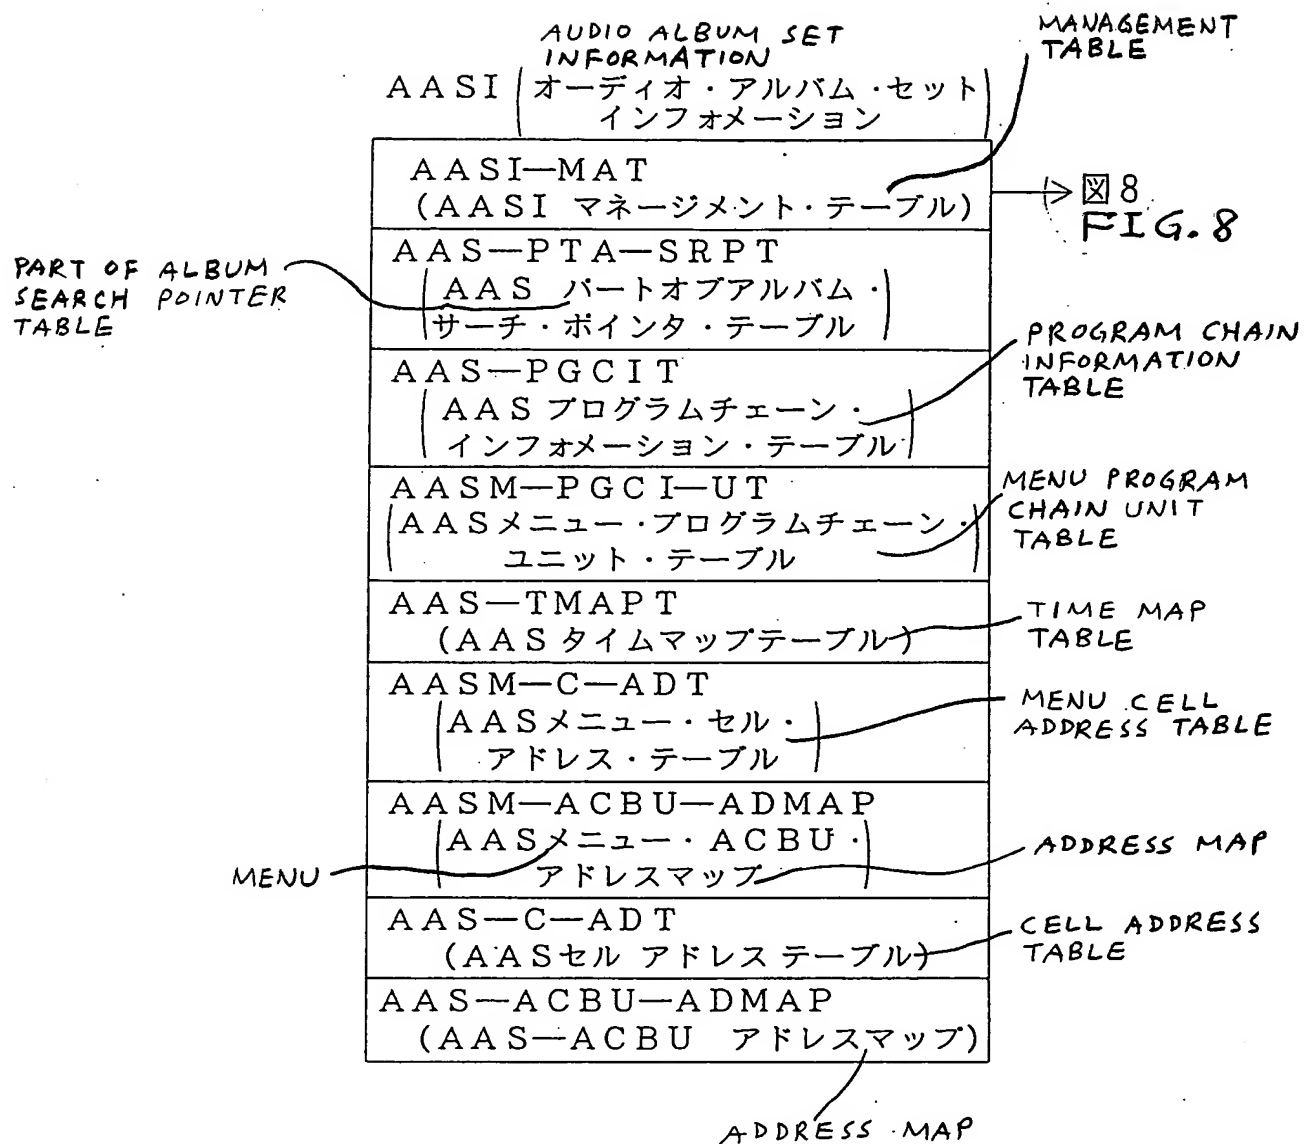 AUDIO ALBUM SET
INFORMATION
MANAGEMENT
TABLE
AASI (オーディオ・アルバム・セット
インフォメーション)
AASI—MAT
(AASI マネージメント・テーブル)
図8
FIG. 8
AAS—PTA—SRPT
(AAS パートオブアルバム・
サーチ・ポインタ・テーブル)
PART OF ALBUM
SEARCH POINTER
TABLE
AAS—PGCIT
(AAS プログラムチェーン・
インフォメーション・テーブル)
PROGRAM CHAIN
INFORMATION
TABLE
AASM—PGCI—UT
(AASメニュー・プログラムチェーン・
ユニット・テーブル)
MENU PROGRAM
CHAIN UNIT
TABLE
AAS—TMAPT
(AAS タイムマップテーブル)
TIME MAP
TABLE
AASM—C—ADT
(AASメニュー・セル・
アドレス・テーブル)
MENU CELL
ADDRESS TABLE
AASM—ACBU—ADMAP
(AASメニュー・ACBU・
アドレスマップ)
MENU
ADDRESS MAP
AAS—C—ADT
(AASセル アドレス テーブル)
CELL ADDRESS
TABLE
AAS—ACBU—ADMAP
(AAS—ACBU アドレスマップ)
ADDRESS MAP